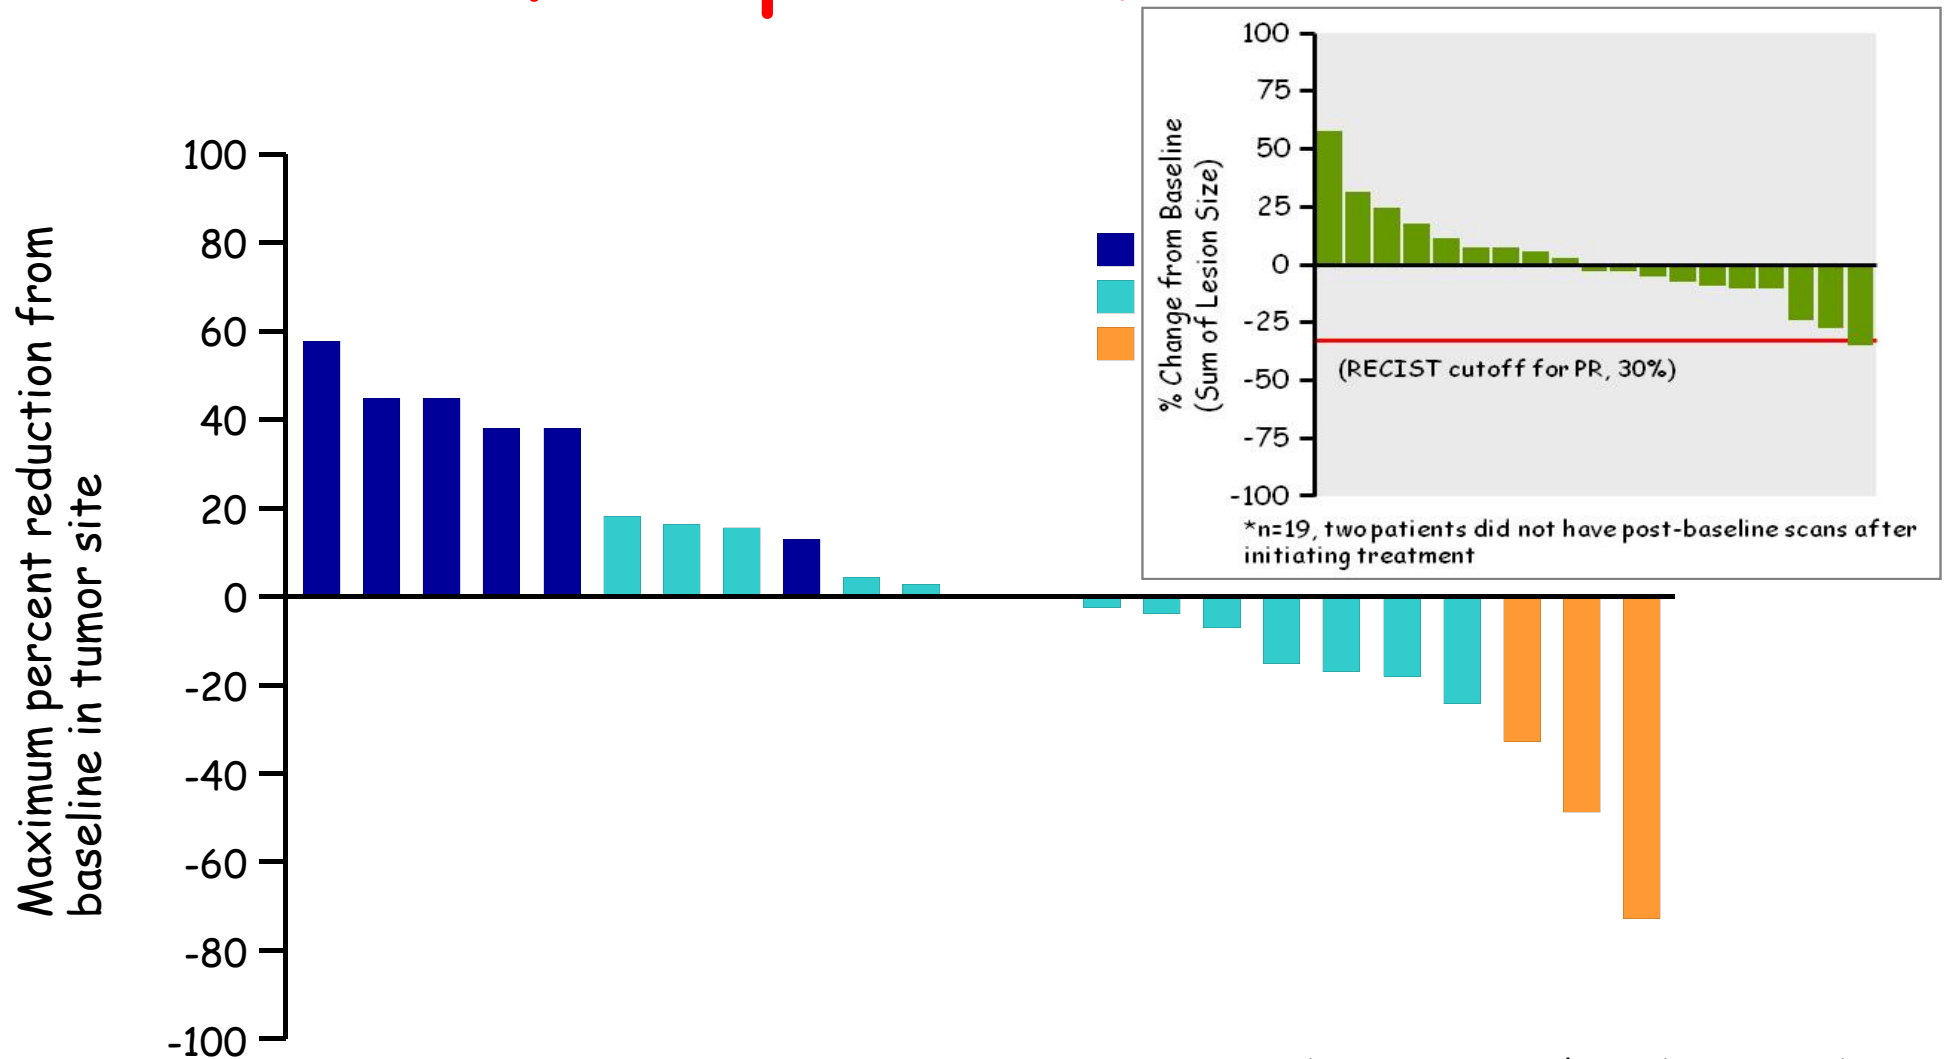 Maximum percent reduction from
baseline in tumor site
100
80
60
40
20
0
-20
-40
-60
-80
-100
% Change from Baseline
(Sum of Lesion Size)
100
75
50
25
0
-25
-50
-75
-100
(RECIST cutoff for PR, 30%)
*n=19, two patients did not have post-baseline scans after
initiating treatment